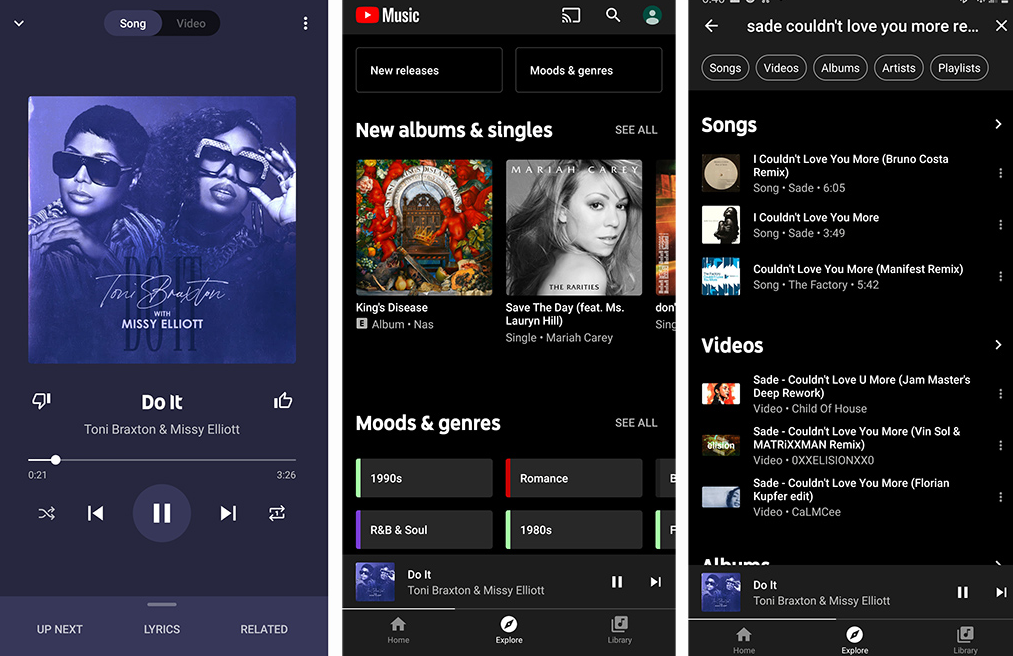 Song
Video
Toni Braxton
WITH
MISSY ELLIOTT
DO IT
Do It
Toni Braxton & Missy Elliott
0:21
3:26
UP NEXT
LYRICS
RELATED
Music
New releases
Moods & genres
New albums & singles
SEE ALL
MARIAH CAREY
THE RARITIES
King's Disease
E Album • Nas
Save The Day (feat. Ms.
Lauryn Hill)
Single • Mariah Carey
don'
Sing
Moods & genres
SEE ALL
1990s
Romance
B
R&B & Soul
1980s
F
Do It
Toni Braxton & Missy Elliott
Home
Explore
Library
sade couldn't love you more re...
Songs
Videos
Albums
Artists
Playlists
Songs
I Couldn't Love You More (Bruno Costa
Remix)
Song • Sade • 6:05
I Couldn't Love You More
Song • Sade • 3:49
Couldn't Love You More (Manifest Remix)
Song • The Factory • 5:42
Videos
Sade - Couldn't Love U More (Jam Master's
Deep Rework)
Video • Child Of House
Sade - Couldn't Love You More (Vin Sol &
MATRiXXMAN Remix)
Video • 0XXELISION XX0
Sade - Couldn't Love You More (Florian
Kupfer edit)
Video • CaLMCee
Albums
Do It
Toni Braxton & Missy Elliott
Home
Explore
Library